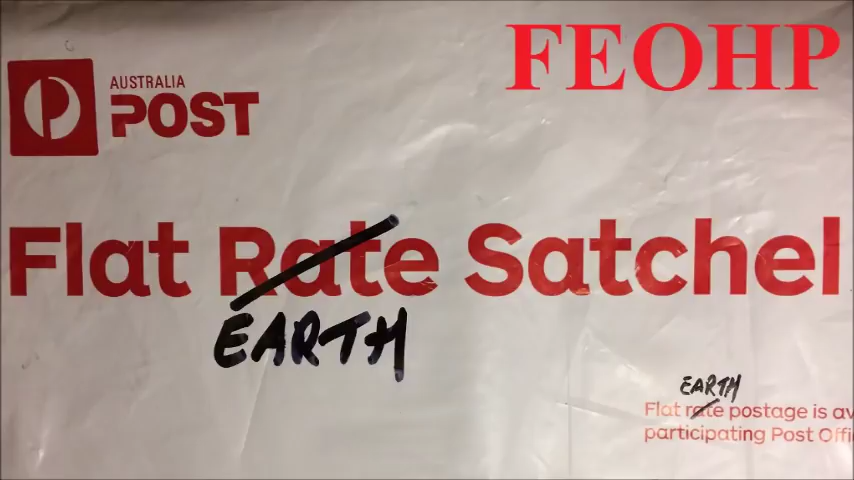 FEOHP
AUSTRALIA
POST
Flat Rate Satchel
EARTH
EARTH
Flat rate postage is av
participating Post Offi